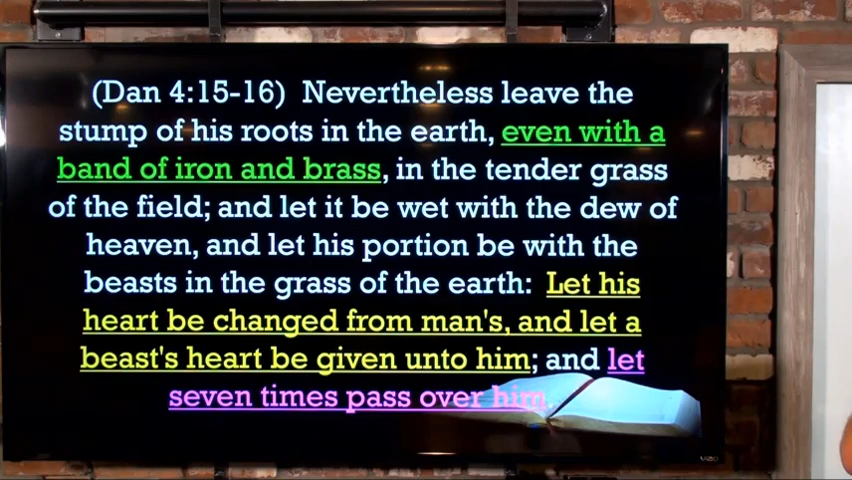 (Dan 4:15-16) Nevertheless leave the
stump of his roots in the earth, even with a
band of iron and brass, in the tender grass
of the field; and let it be wet with the dew of
heaven, and let his portion be with the
beasts in the grass of the earth: Let his
heart be changed from man's, and let a
beast's heart be given unto him; and let
seven times pass over him.
VIZIO